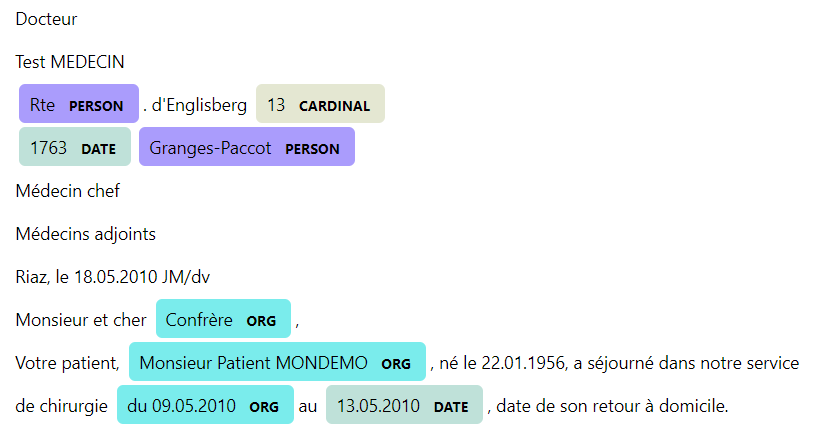 Docteur
Test MEDECIN
Rte PERSON . d'Englisberg 13 CARDINAL
1763 DATE Granges-Paccot PERSON
Médecin chef
Médecins adjoints
Riaz, le 18.05.2010 JM/dv
Monsieur et cher Confrère ORG ,
Votre patient, Monsieur Patient MONDEMO ORG , né le 22.01.1956, a séjourné dans notre service
de chirurgie du 09.05.2010 ORG au 13.05.2010 DATE , date de son retour à domicile.